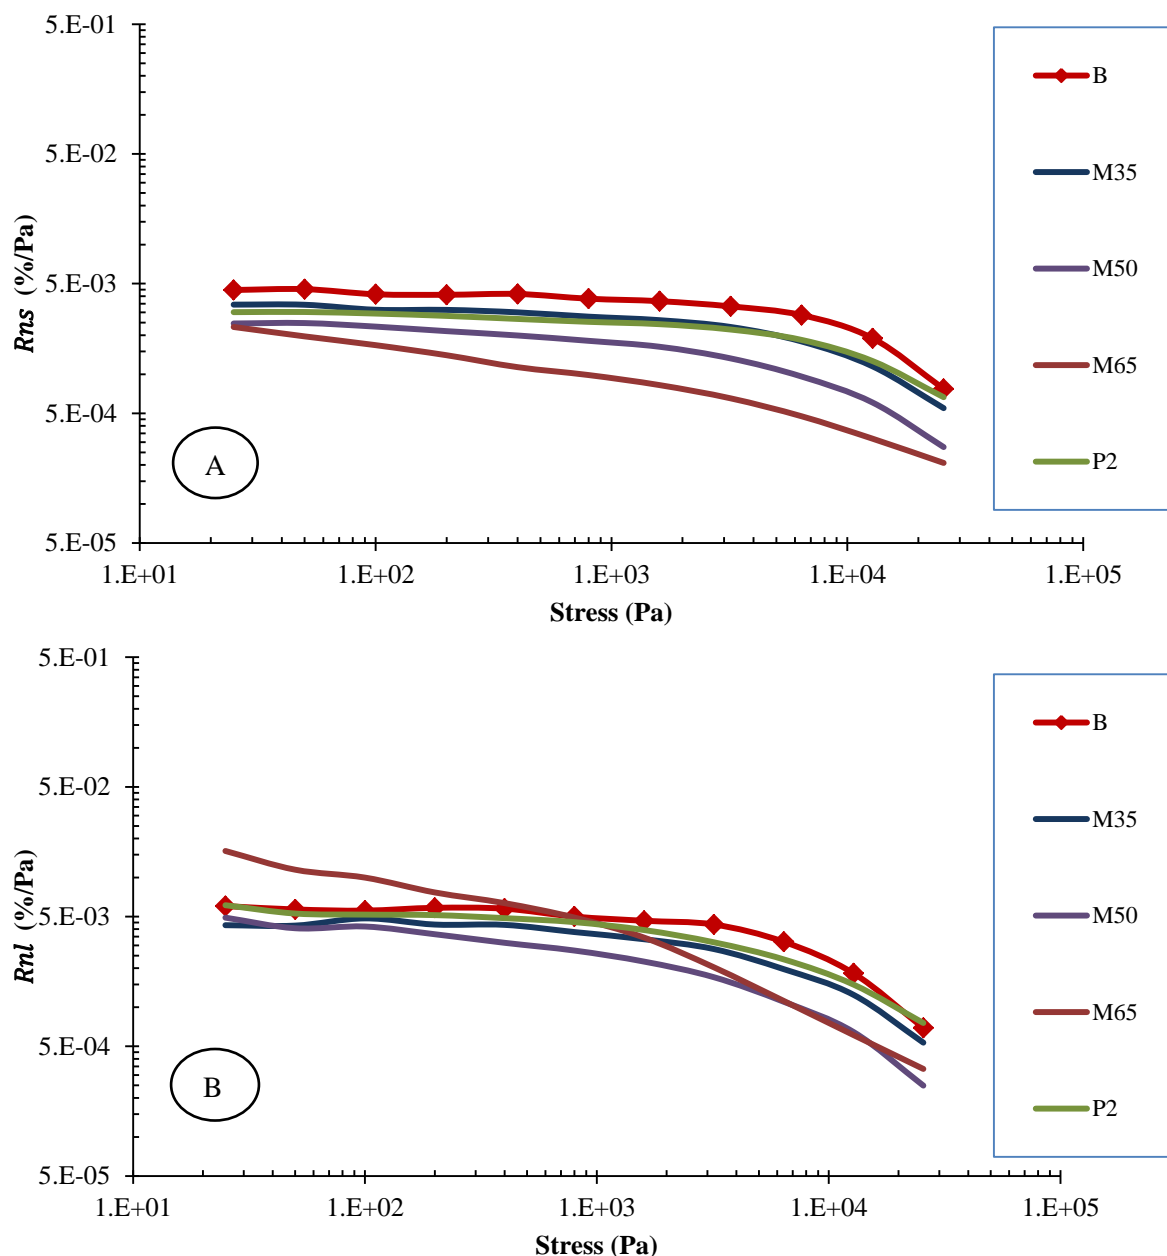 5.E-01
5.E-02
5.E-03
5.E-04
5.E-05
Rms (%/Pa)
1.E+01 1.E+02 1.E+03 1.E+04 1.E+05
Stress (Pa)
A
B
M35
M50
M65
P2
5.E-01
5.E-02
5.E-03
5.E-04
5.E-05
Rnl (%/Pa)
1.E+01 1.E+02 1.E+03 1.E+04 1.E+05
Stress (Pa)
B
B
M35
M50
M65
P2